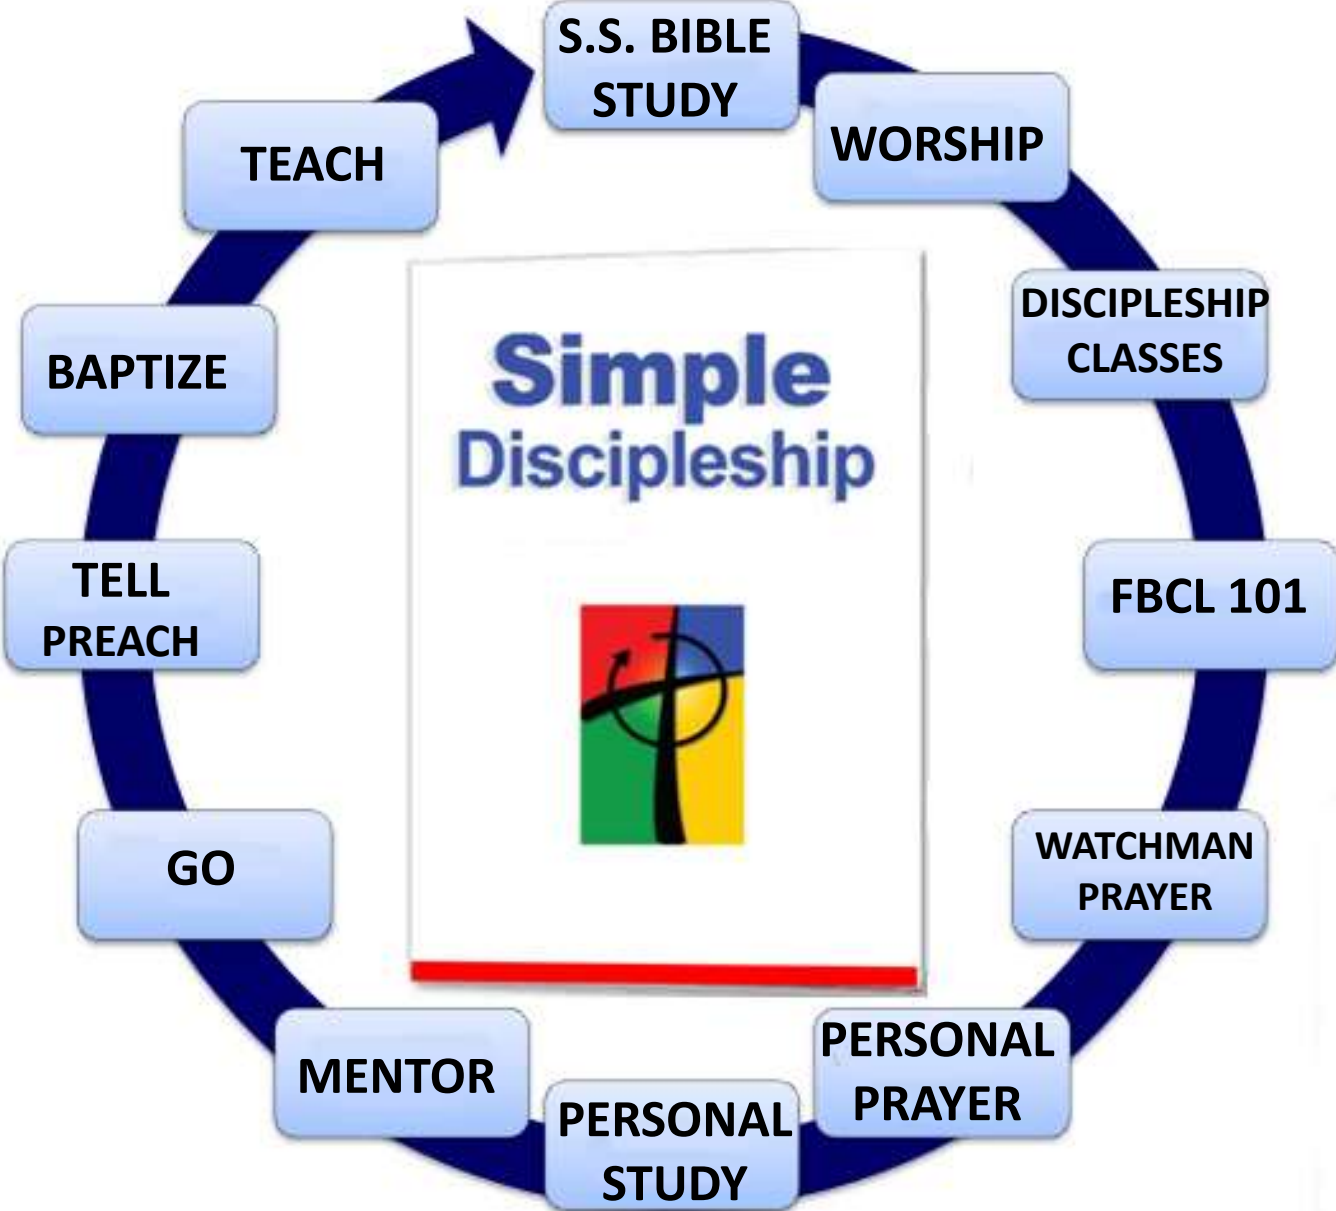 S.S. BIBLE
STUDY
WORSHIP
DISCIPLESHIP
CLASSES
FBCL 101
WATCHMAN
PRAYER
PERSONAL
PRAYER
PERSONAL
STUDY
MENTOR
GO
TELL
PREACH
BAPTIZE
TEACH
Simple
Discipleship